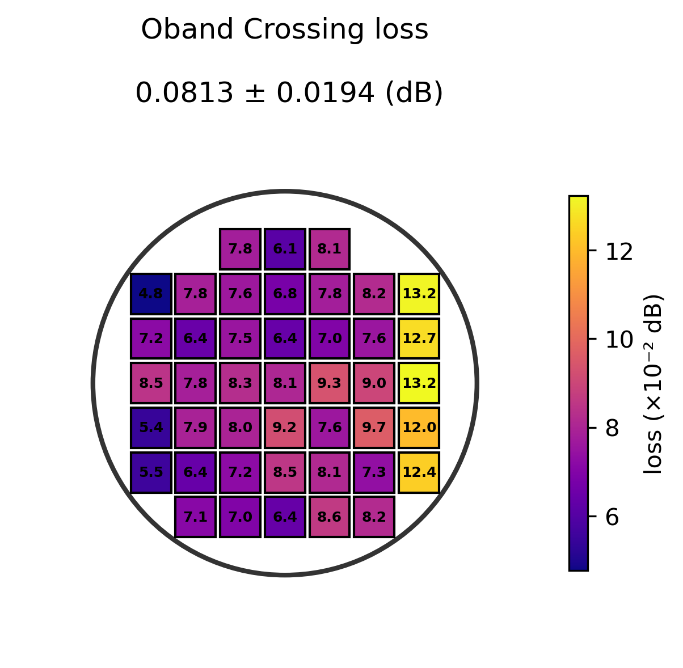 Oband Crossing loss
0.0813 ± 0.0194 (dB)
7.8 6.1 8.1
4.8 7.8 7.6 6.8 7.8 8.2 13.2
7.2 6.4 7.5 6.4 7.0 7.6 12.7
8.5 7.8 8.3 8.1 9.3 9.0 13.2
5.4 7.9 8.0 9.2 7.6 9.7 12.0
5.5 6.4 7.2 8.5 8.1 7.3 12.4
7.1 7.0 6.4 8.6 8.2
12
10
8
6
loss (×10⁻² dB)